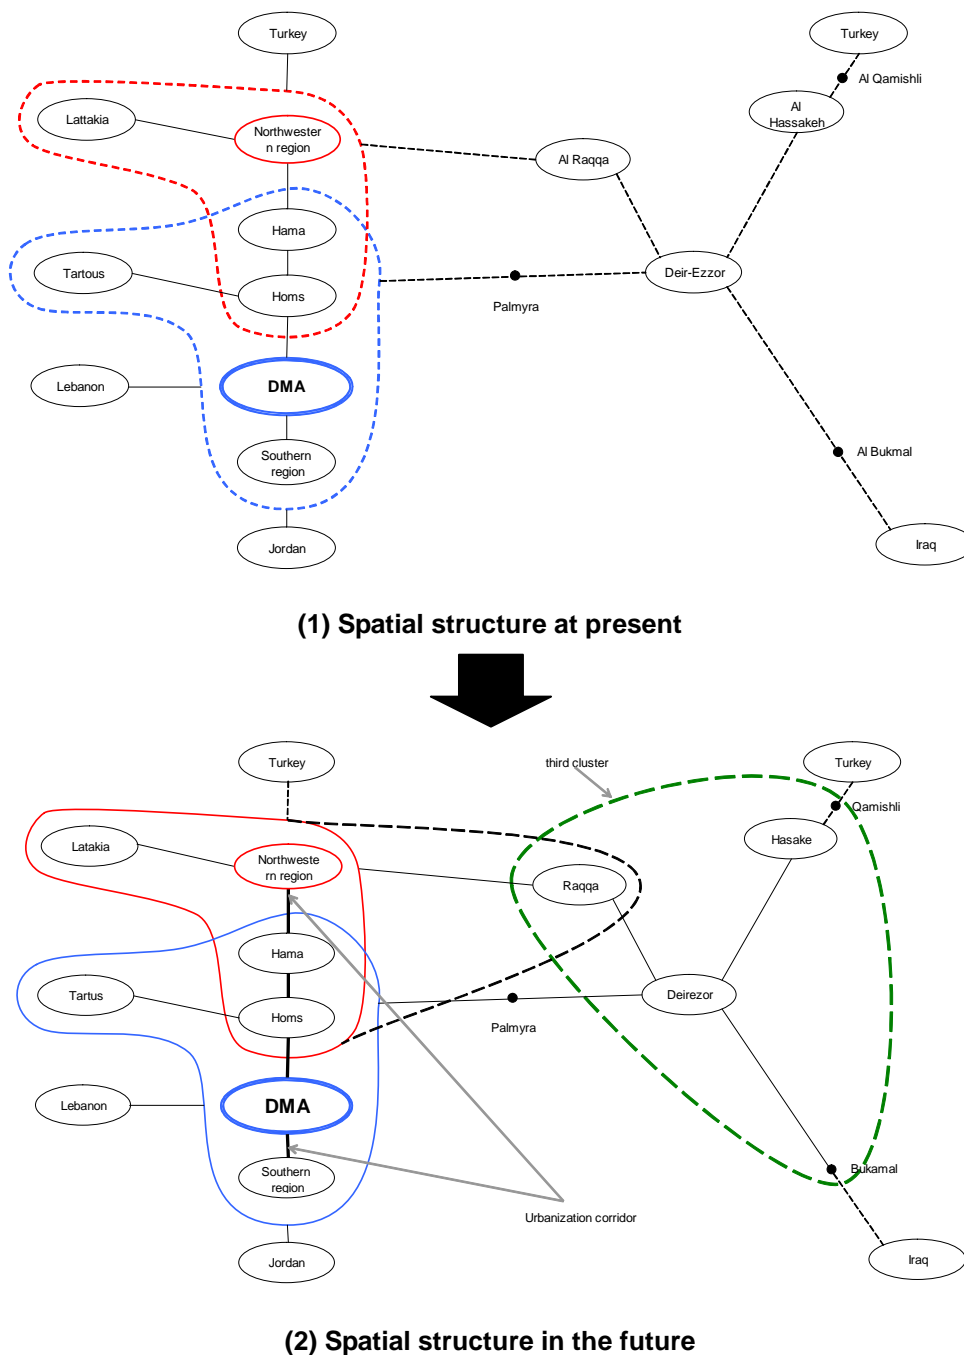 Turkey
Turkey
Al Qamishli
Lattakia
Northwester
n region
Al
Hassakeh
Al Raqqa
Hama
Tartous
Homs
Deir-Ezzor
Palmyra
Lebanon
DMA
Southern
region
Al Bukmal
Jordan
Iraq
(1) Spatial structure at present
Turkey
third cluster
Turkey
Qamishli
Latakia
Northweste
rn region
Hasake
Raqqa
Hama
Tartus
Homs
Deirezor
Palmyra
Lebanon
DMA
Southern
region
Bukamal
Urbanization corridor
Jordan
Iraq
(2) Spatial structure in the future